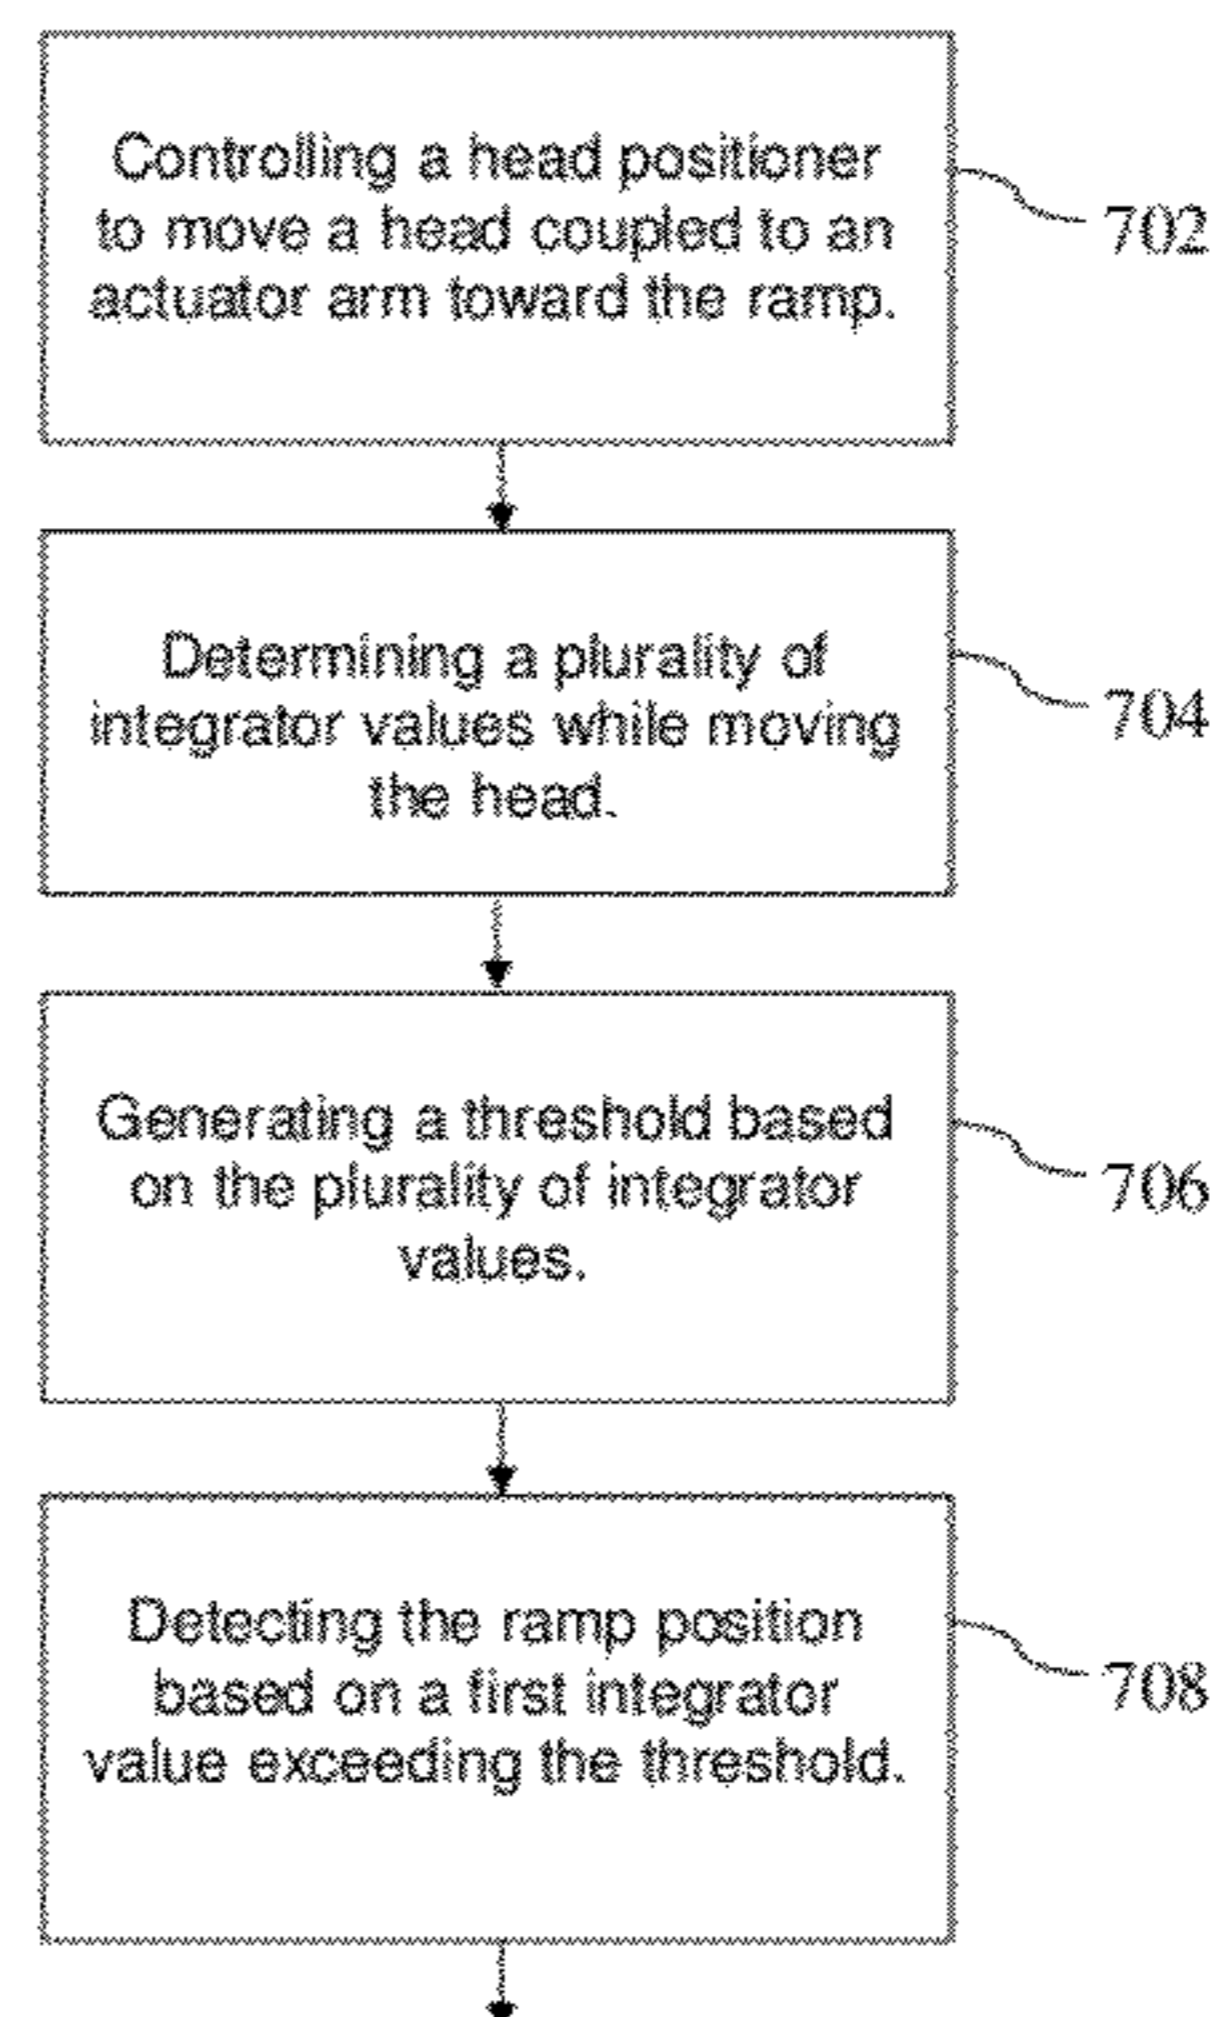 Controlling a head positioner
to move a head coupled to an
actuator arm toward the ramp.
702
Determining a plurality of
integrator values while moving
the head.
704
Generating a threshold based
on the plurality of integrator
values.
706
Detecting the ramp position
based on a first integrator
value exceeding the threshold.
708